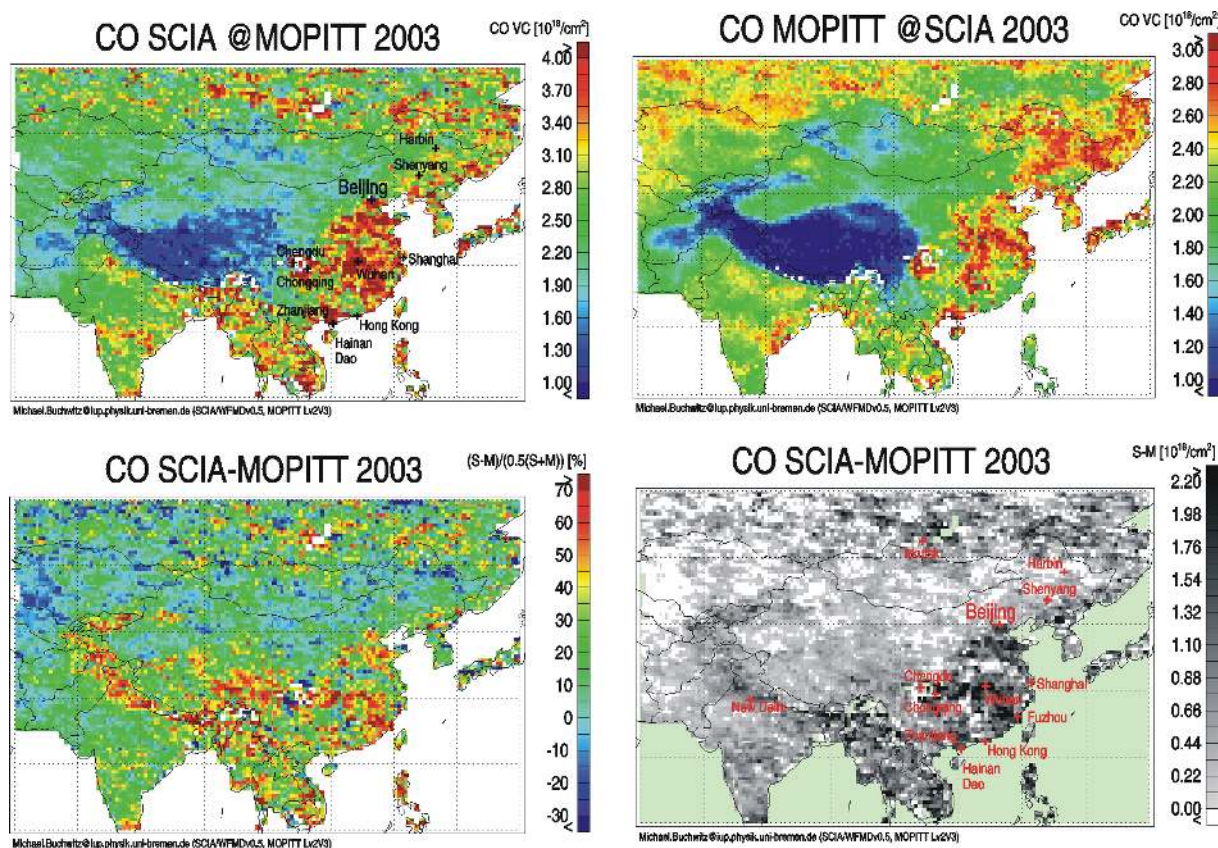 CO SCIA @MOPITT 2003
CO VC [10¹⁸/cm²]
>
4.00
3.70
3.40
3.10
2.80
2.50
2.20
1.90
1.60
1.30
1.00
<
Harbin
Shenyang
Beijing
Chengdu
Shanghai
Wuhan
Chongqing
Zhanjiang
Hong Kong
Hainan
Dao
Michael.Buchwitz@iup.physik.uni-bremen.de (SCIA/WFMDv0.5, MOPITT Lv2V3)
CO MOPITT @SCIA 2003
CO VC [10¹⁸/cm²]
>
3.00
2.80
2.60
2.40
2.20
2.00
1.80
1.60
1.40
1.20
1.00
<
Michael.Buchwitz@iup.physik.uni-bremen.de (SCIA/WFMDv0.5, MOPITT Lv2V3)
CO SCIA-MOPITT 2003
(S-M)/(0.5(S+M)) [%]
>
70
60
50
40
30
20
10
0
-10
-20
-30
<
Michael.Buchwitz@iup.physik.uni-bremen.de (SCIA/WFMDv0.5, MOPITT Lv2V3)
CO SCIA-MOPITT 2003
S-M [10¹⁸/cm²]
>
2.20
1.98
1.76
1.54
1.32
1.10
0.88
0.66
0.44
0.22
0.00
<
Harbin
Shenyang
Beijing
Chengdu
Shanghai
Wuhan
New Delhi
Chongqing
Fuzhou
Hong Kong
Hainan
Dao
Michael.Buchwitz@iup.physik.uni-bremen.de (SCIA/WFMDv0.5, MOPITT Lv2V3)